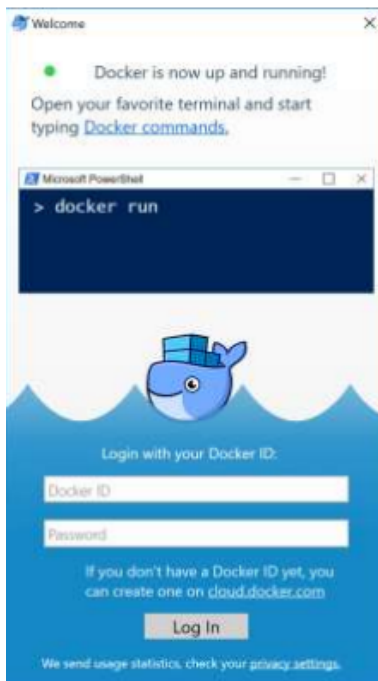 Welcome
Docker is now up and running!
Open your favorite terminal and start
typing Docker commands.
Microsoft PowerShell
> docker run
Login with your Docker ID:
Docker ID
Password
If you don't have a Docker ID yet, you
can create one on cloud.docker.com
Log In
We send usage statistics, check your privacy settings.